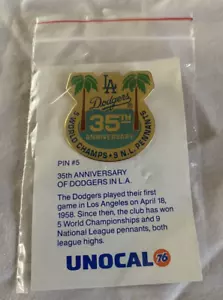 LA
Dodgers
35TH
ANNIVERSARY
5 WORLD CHAMPS • 9 N.L. PENNANTS
PIN #5
35th ANNIVERSARY
OF DODGERS IN L.A.
The Dodgers played their first
game in Los Angeles on April 18,
1958. Since then, the club has won
5 World Championships and 9
National League pennants, both
league highs.
UNOCAL 76